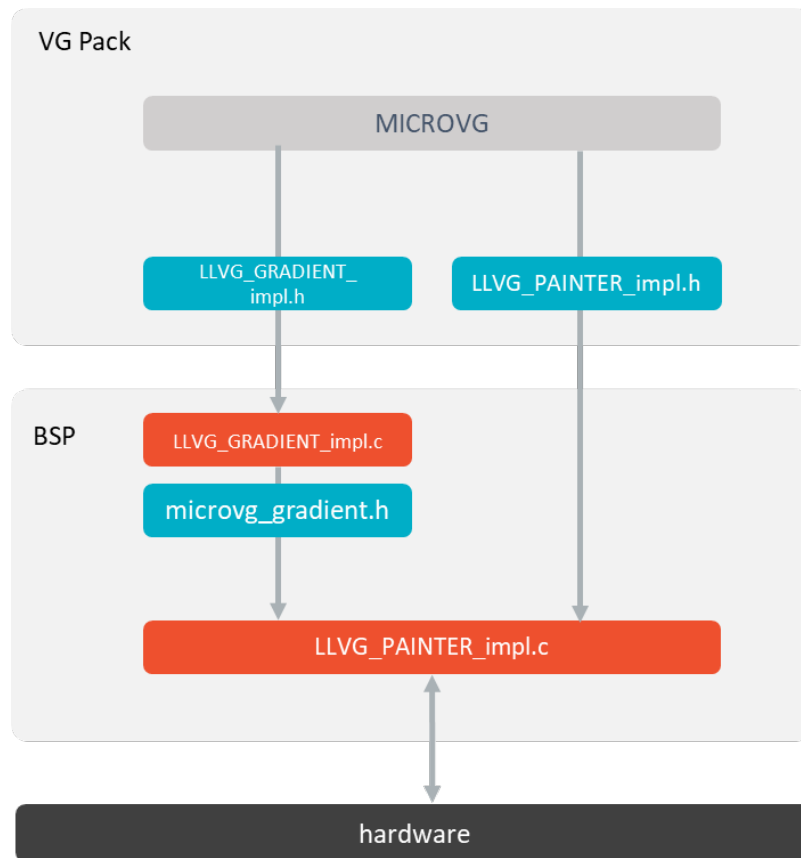 VG Pack
MICROVG
LLVG_GRADIENT_
impl.h
LLVG_PAINTER_impl.h
BSP
LLVG_GRADIENT_impl.c
microvg_gradient.h
LLVG_PAINTER_impl.c
hardware